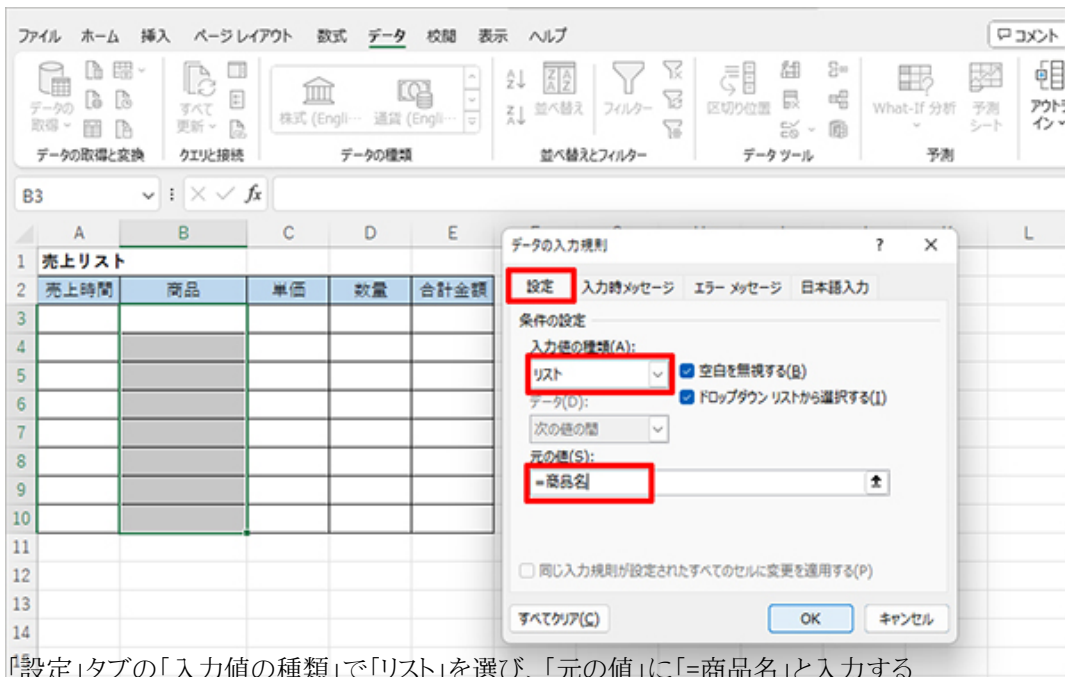 ファイル ホーム 挿入 ページ レイアウト 数式 データ 校閲 表示 ヘルプ コメント
データの取得 すべて更新 株式 (Engli… 通貨 (Engli… 並べ替え フィルター 区切り位置 What-If 分析 予測シート アウトライン
データの取得と変換 クエリと接続 データの種類 並べ替えとフィルター データ ツール 予測
B3 fx
A B C D E L
1 売上リスト
2 売上時間 商品 単価 数量 合計金額
3
4
5
6
7
8
9
10
11
12
13
14
15
データの入力規則 ? ×
設定 入力時メッセージ エラー メッセージ 日本語入力
条件の設定
入力値の種類(A):
リスト 空白を無視する(B)
データ(D): ドロップダウン リストから選択する(I)
次の値の間
元の値(S):
=商品名
同じ入力規則が設定されたすべてのセルに変更を適用する(P)
すべてクリア(C) OK キャンセル
「設定」タブの「入力値の種類」で「リスト」を選び、「元の値」に「=商品名」と入力する